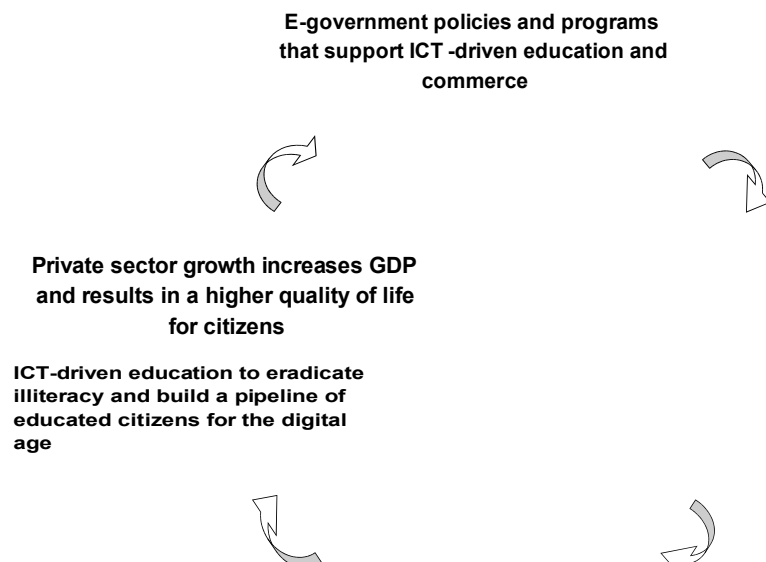 E-government policies and programs
that support ICT -driven education and
commerce
Private sector growth increases GDP
and results in a higher quality of life
for citizens
ICT-driven education to eradicate
illiteracy and build a pipeline of
educated citizens for the digital
age